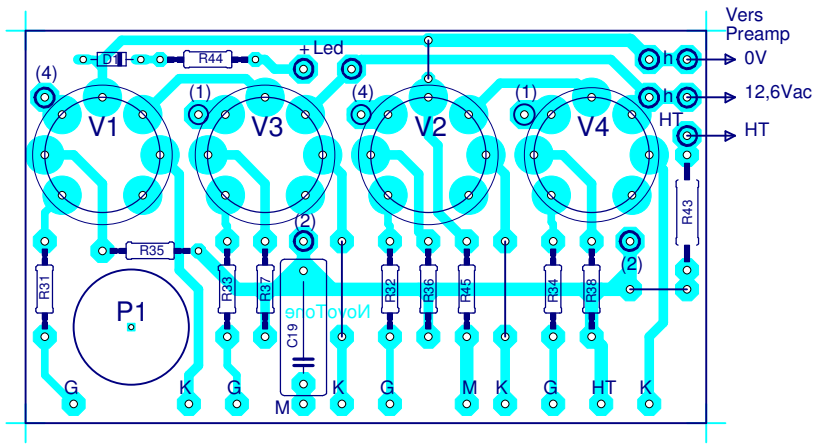 Vers
Preamp
+ Led
D1
R44
h
0V
(4)
(1)
(4)
(1)
h
12,6Vac
V1
V3
V2
V4
HT
HT
R43
(2)
(2)
R35
R31
R33
R37
R32
R36
R45
R34
R38
P1
NovoTone
C19
G
K
G
M
K
G
M
K
G
HT
K